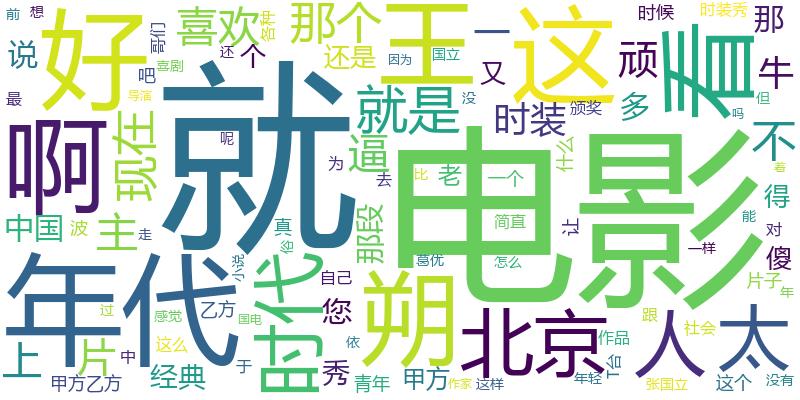 前
想
好
哥们
喜欢
各种
那个
王
一
这
时候
时装秀
那
说
吧
喜剧
还
个
还是
因为
国立
又
顽
看
牛
最
导演
就
就是
没
时装
颁奖
多
但
啊
现在
呢
逼
电影
什么
吗
不
为
去
比
老
一个
着
得
中国
波
主
走
真
俗
那段
简直
让
能
对
葛优
怎么
一样
傻
年代
小说
时代
自己
您
朔
北京
人
太
片子
年
过
感觉
乙方
国电
跟
社会
上
片
中
这么
于
秀
依
作品
T台
甲方乙方
经典
青年
甲方
作家
这样
年轻
张国立
这个
没有